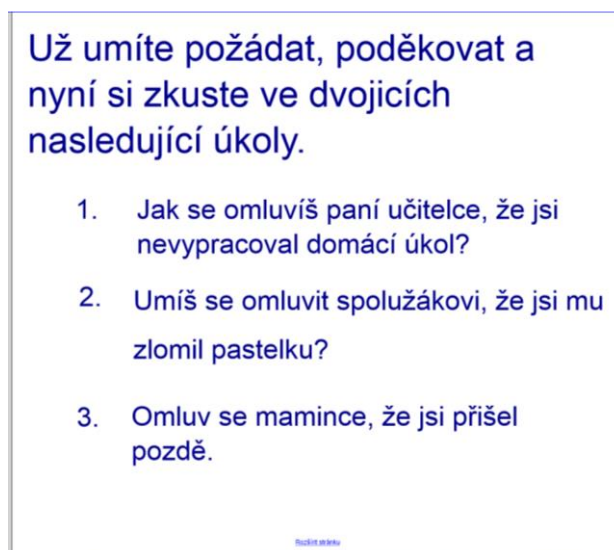 Už umíte požádat, poděkovat a
nyní si zkuste ve dvojicích
nasledující úkoly.
1. Jak se omluvíš paní učitelce, že jsi
nevypracoval domácí úkol?
2. Umíš se omluvit spolužákovi, že jsi mu
zlomil pastelku?
3. Omluv se mamince, že jsi přišel
pozdě.
Rozšířit stránku